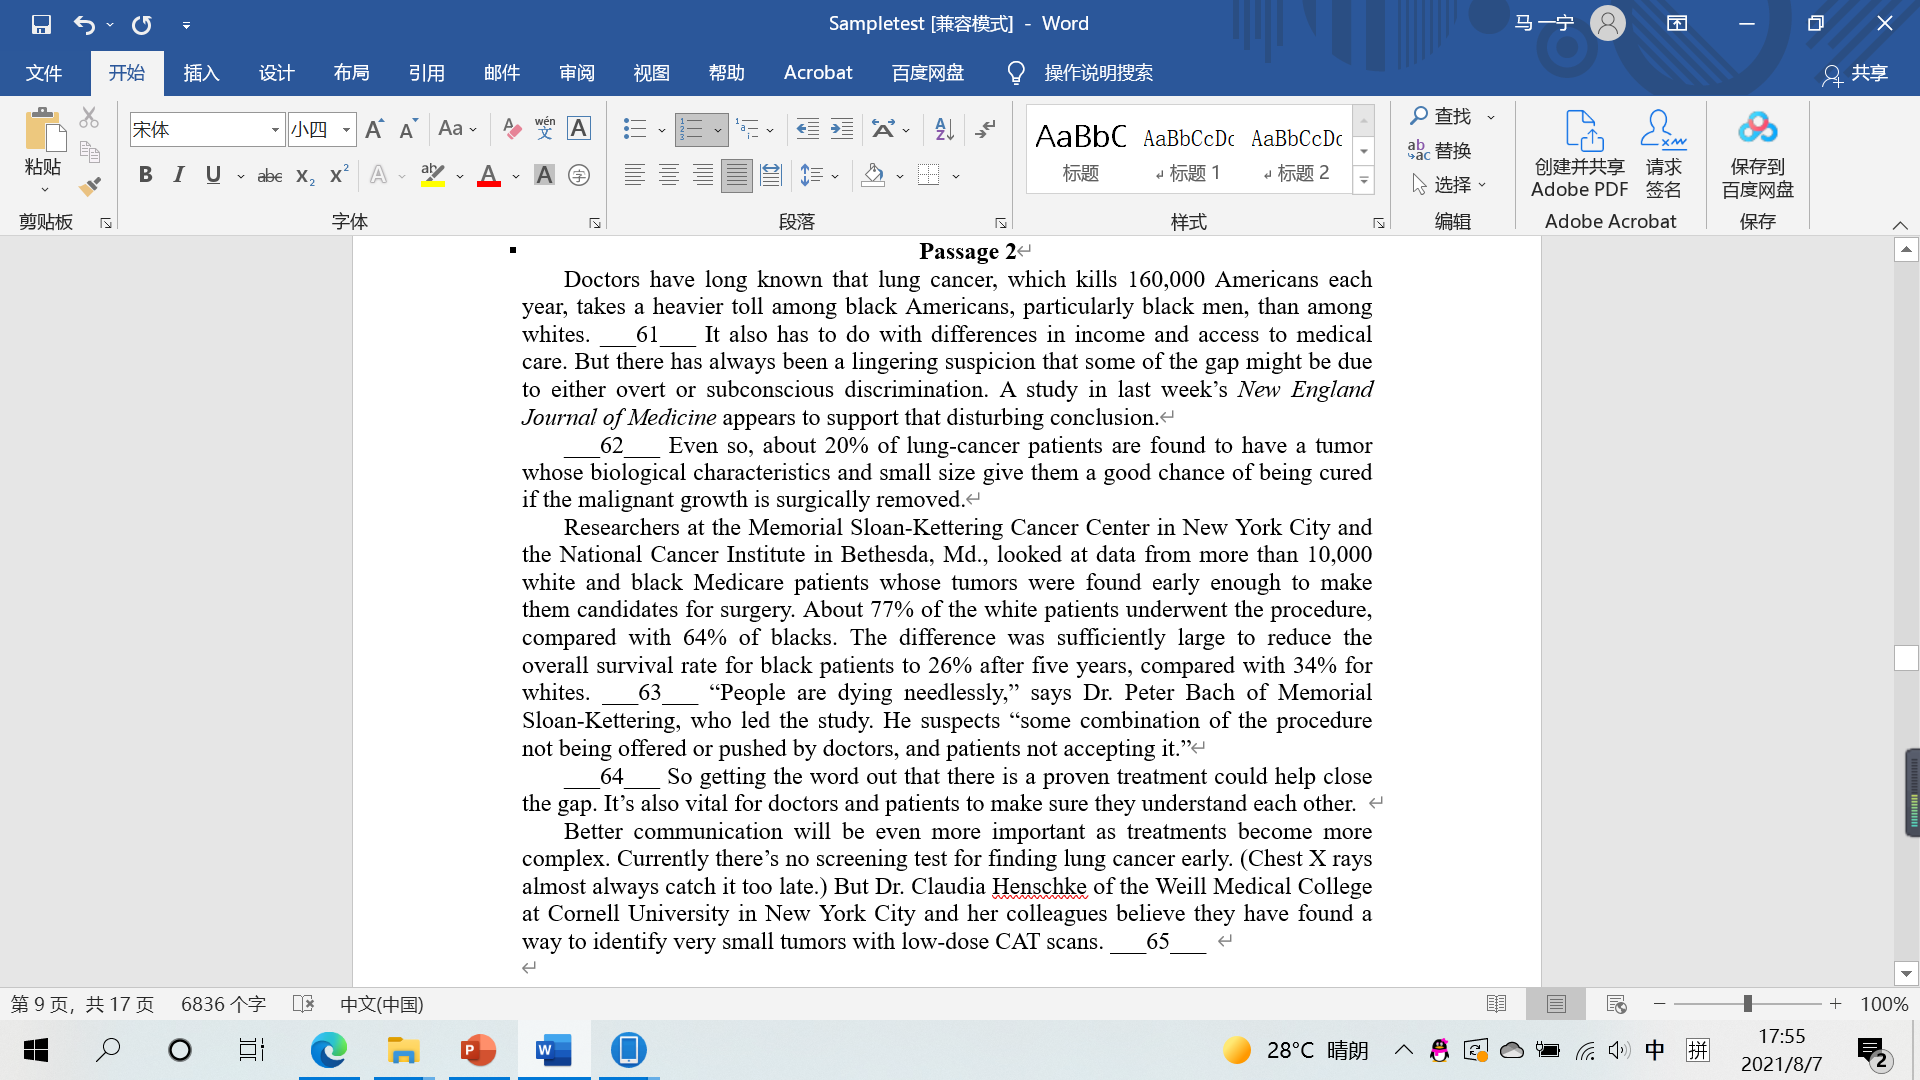 Sampletest [兼容模式] - Word
马 一宁
文件 开始 插入 设计 布局 引用 邮件 审阅 视图 帮助 Acrobat 百度网盘 操作说明搜索 共享
粘贴
剪贴板
宋体 小四
Aa
wén
文
A
B I U abc X₂ X² A aby A A 字
字体
段落
AaBbC AaBbCcDc AaBbCcDc
标题 标题 1 标题 2
样式
查找
替换
选择
编辑
创建并共享
Adobe PDF
请求
签名
Adobe Acrobat
保存到
百度网盘
保存
Passage 2
Doctors have long known that lung cancer, which kills 160,000 Americans each
year, takes a heavier toll among black Americans, particularly black men, than among
whites. ___61___ It also has to do with differences in income and access to medical
care. But there has always been a lingering suspicion that some of the gap might be due
to either overt or subconscious discrimination. A study in last week’s New England
Journal of Medicine appears to support that disturbing conclusion.
___62___ Even so, about 20% of lung-cancer patients are found to have a tumor
whose biological characteristics and small size give them a good chance of being cured
if the malignant growth is surgically removed.
Researchers at the Memorial Sloan-Kettering Cancer Center in New York City and
the National Cancer Institute in Bethesda, Md., looked at data from more than 10,000
white and black Medicare patients whose tumors were found early enough to make
them candidates for surgery. About 77% of the white patients underwent the procedure,
compared with 64% of blacks. The difference was sufficiently large to reduce the
overall survival rate for black patients to 26% after five years, compared with 34% for
whites. ___63___ “People are dying needlessly,” says Dr. Peter Bach of Memorial
Sloan-Kettering, who led the study. He suspects “some combination of the procedure
not being offered or pushed by doctors, and patients not accepting it.”
___64___ So getting the word out that there is a proven treatment could help close
the gap. It’s also vital for doctors and patients to make sure they understand each other.
Better communication will be even more important as treatments become more
complex. Currently there’s no screening test for finding lung cancer early. (Chest X rays
almost always catch it too late.) But Dr. Claudia Henschke of the Weill Medical College
at Cornell University in New York City and her colleagues believe they have found a
way to identify very small tumors with low-dose CAT scans. ___65___
第 9 页，共 17 页 6836 个字 中文(中国) 100%
28°C 晴朗 中 拼
17:55
2021/8/7
2